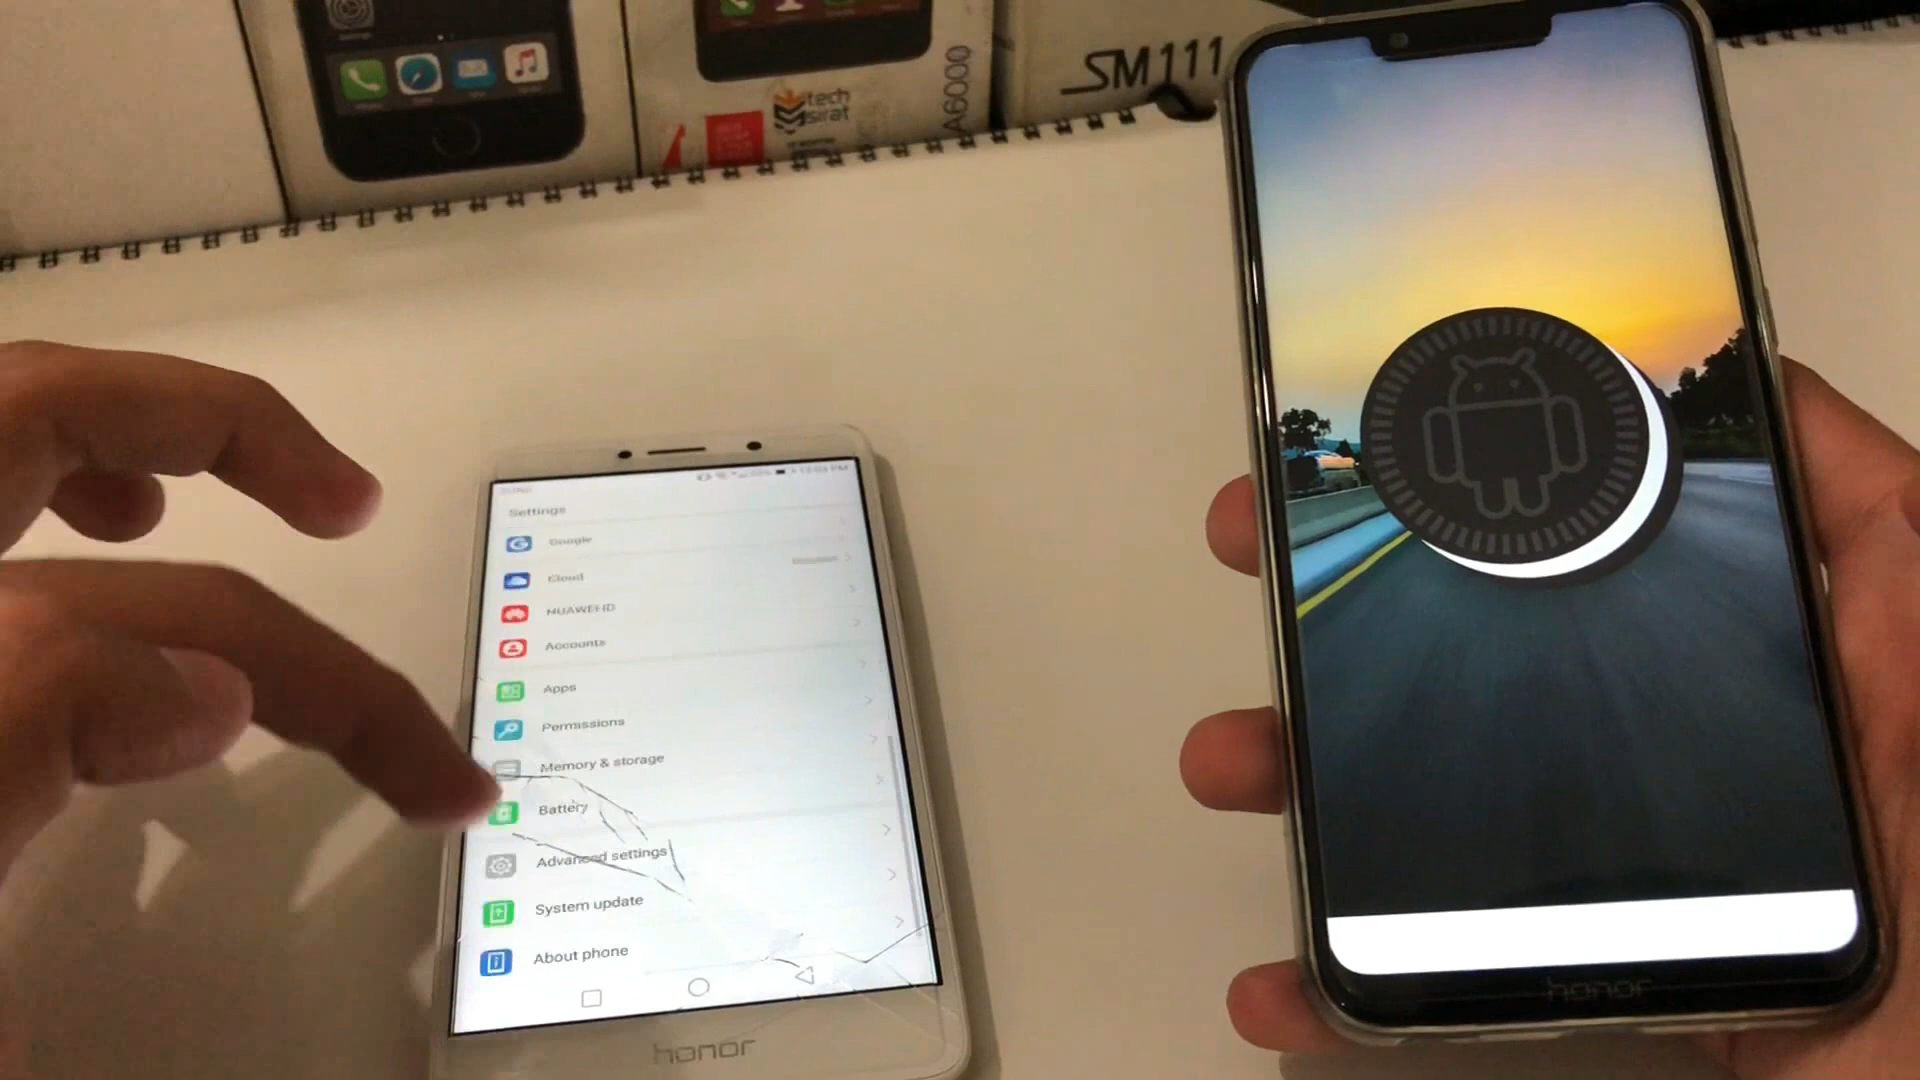 SM111
A6000
tech
sirat
Settings
Google
Cloud
HUAWEI ID
Accounts
Apps
Permissions
Memory & storage
Battery
Advanced settings
System update
About phone
honor
honor